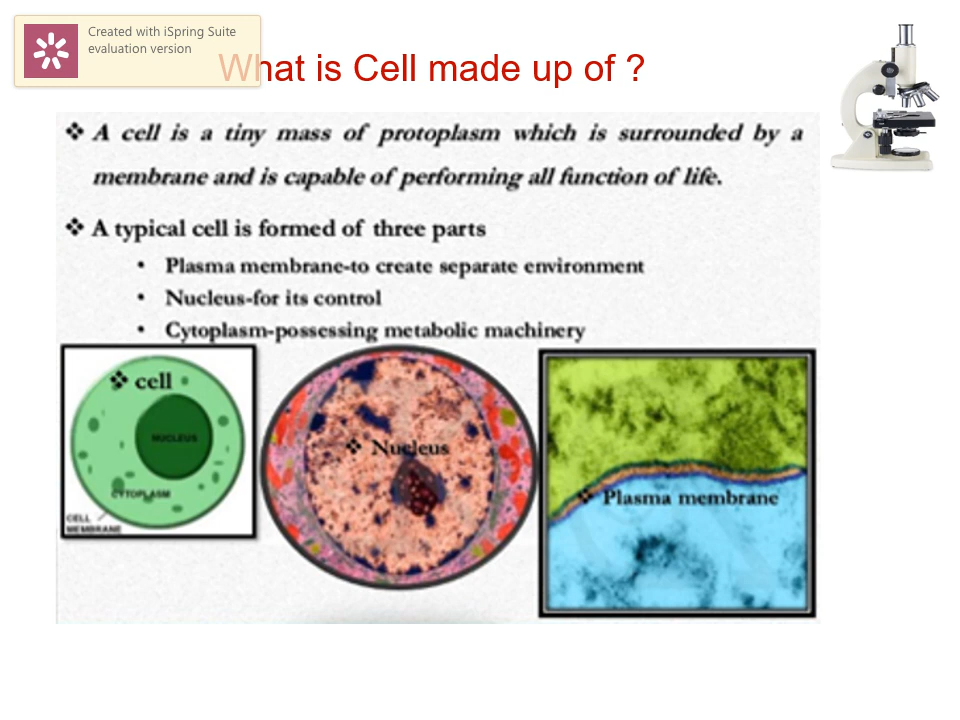 Created with iSpring Suite
evaluation version
What is Cell made up of ?
❖ A cell is a tiny mass of protoplasm which is surrounded by a
membrane and is capable of performing all function of life.
❖ A typical cell is formed of three parts
• Plasma membrane-to create separate environment
• Nucleus-for its control
• Cytoplasm-possessing metabolic machinery
❖ cell
NUCLEUS
CYTOPLASM
CELL
MEMBRANE
❖ Nucleus
❖ Plasma membrane